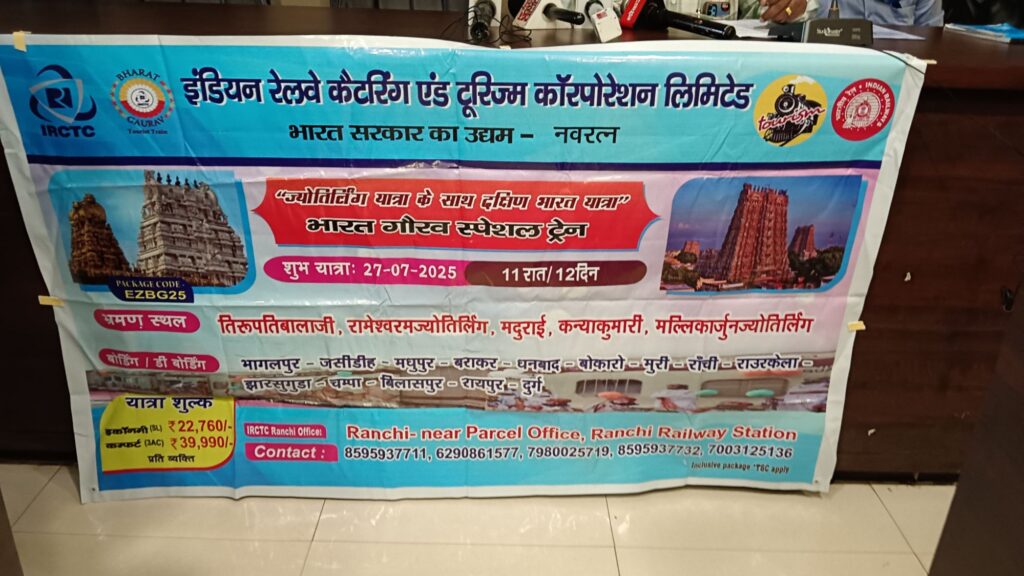 IRCTC
BHARAT GAURAV
Tourist Train
इंडियन रेलवे कैटरिंग एंड टूरिज्म कॉरपोरेशन लिमिटेड
भारत सरकार का उद्यम - नवरत्न
tourism
INDIAN RAILWAYS
"ज्योतिर्लिंग यात्रा के साथ दक्षिण भारत यात्रा"
भारत गौरव स्पेशल ट्रेन
शुभ यात्राः 27-07-2025 11 रात/12दिन
PACKAGE CODE -
EZBG25
भ्रमण स्थल तिरूपतिबालाजी, रामेश्वरमज्योतिर्लिंग, मदुराई, कन्याकुमारी, मल्लिकार्जुनज्योतिर्लिंग
बोर्डिंग / डी बोर्डिंग भागलपुर - जसीडीह - मधुपुर - बराकर - धनबाद - बोकारो - मुरी - राँची - राउरकेला -
झारसुगुडा - चम्पा - बिलासपुर - रायपुर - दुर्ग
यात्रा शुल्क
इकॉनमी (SL) ₹ 22,760/-
कम्फर्ट (3AC) ₹ 39,990/-
प्रति व्यक्ति
IRCTC Ranchi Office: Ranchi- near Parcel Office, Ranchi Railway Station
Contact : 8595937711, 6290861577, 7980025719, 8595937732, 7003125136
Inclusive package *T&C apply